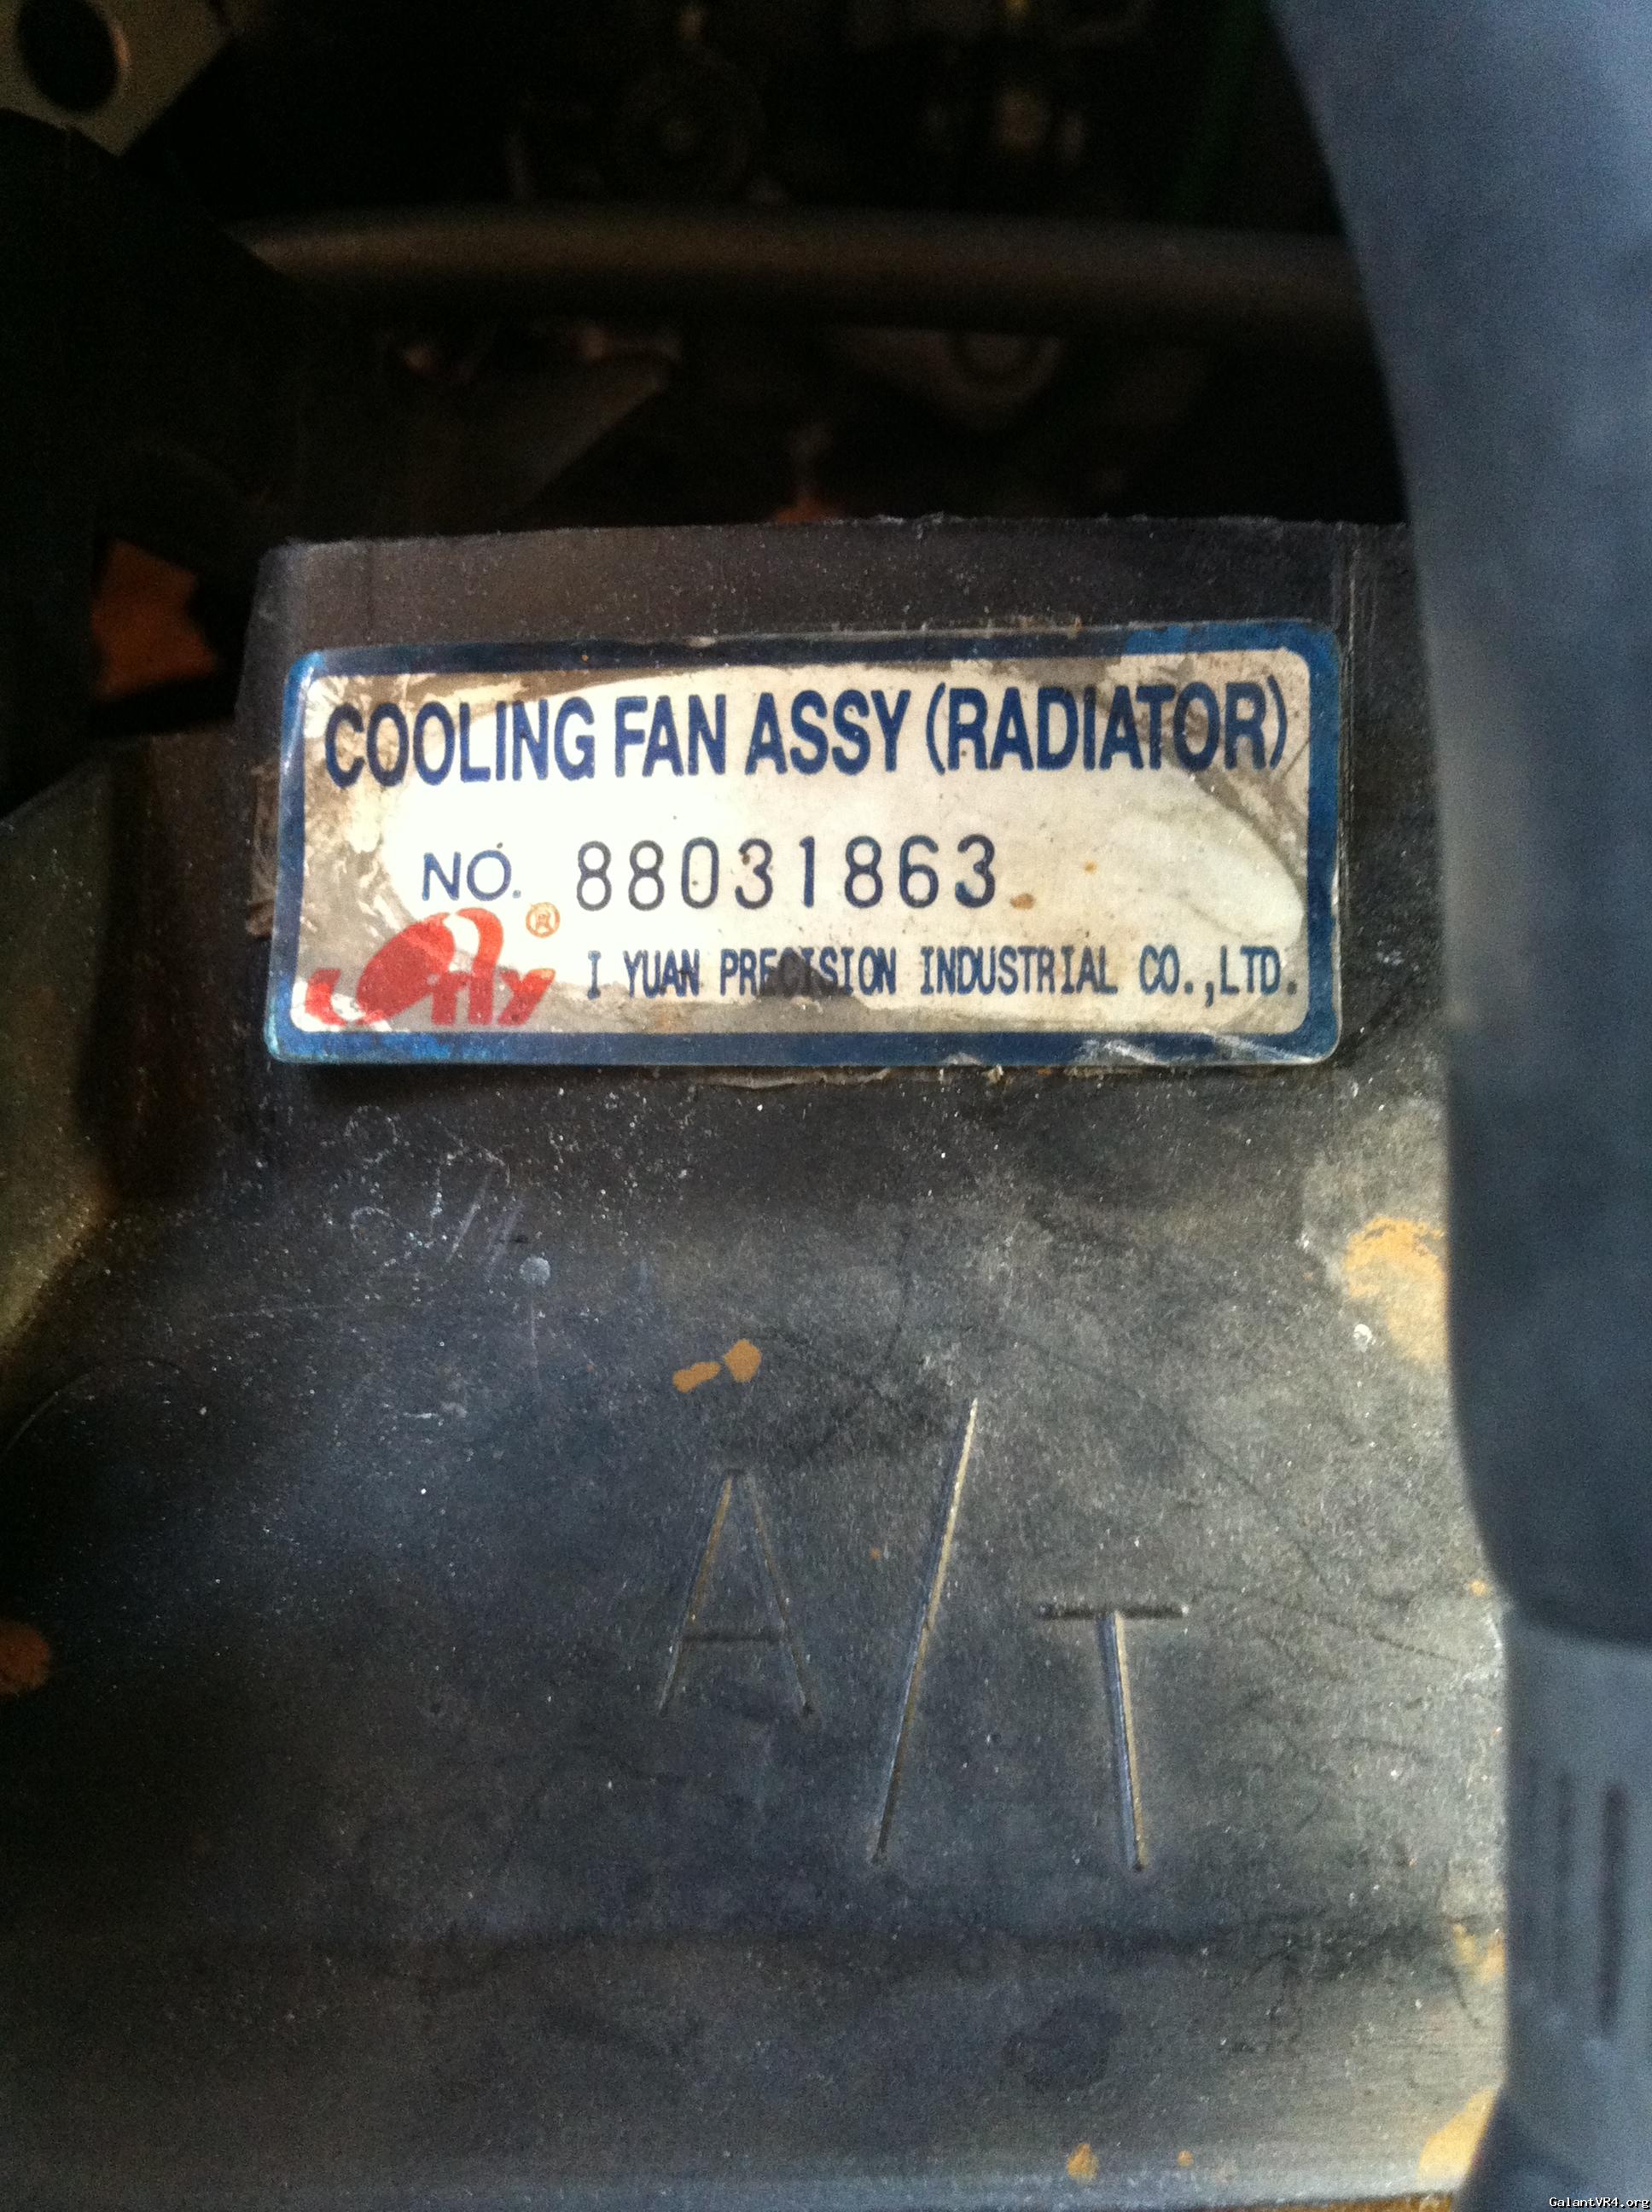 COOLING FAN ASSY (RADIATOR)
NO. 88031863
®
I YUAN PRECISION INDUSTRIAL CO.,LTD.
A/T
GalantVR4.org